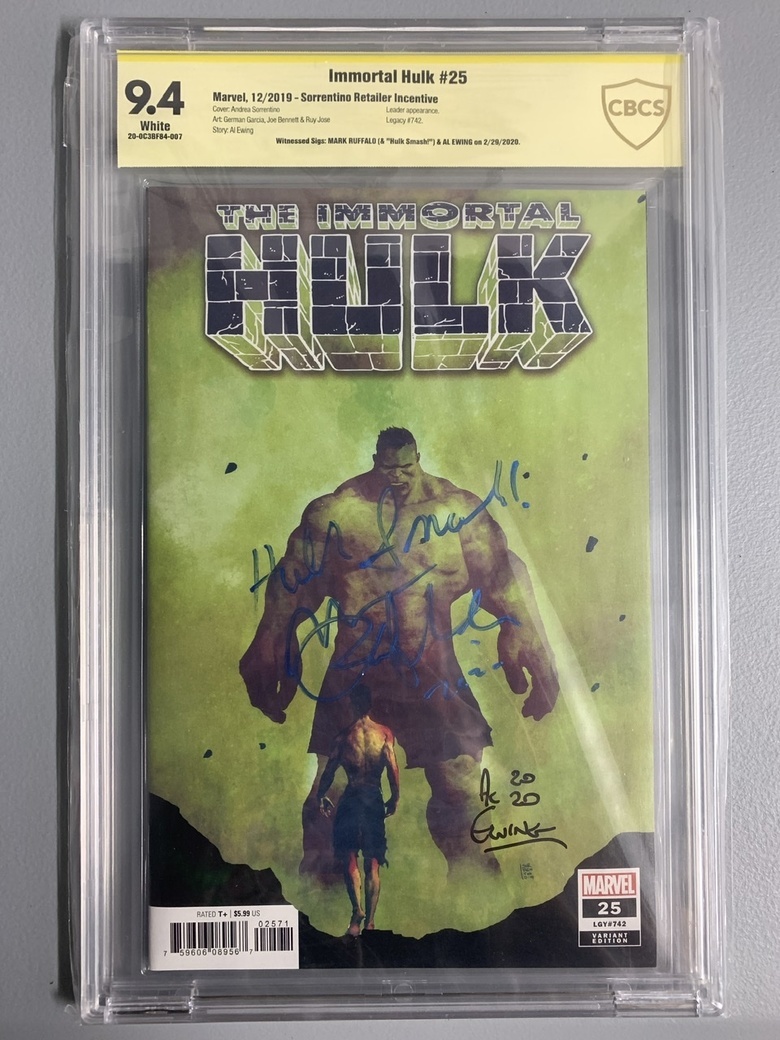 Immortal Hulk #25
9.4
White
20-0C3BF84-007
Marvel, 12/2019 - Sorrentino Retailer Incentive
Cover: Andrea Sorrentino
Art: German Garcia, Joe Bennett & Ruy Jose
Story: Al Ewing
Leader appearance.
Legacy #742.
Witnessed Sigs: MARK RUFFALO (& "Hulk Smash!") & AL EWING on 2/29/2020.
CBCS
THE IMMORTAL
HULK
Hulk Smash!
2020
AL 20
20
EWING
RATED T+ $5.99 US
02571
7 59606 08956 7
MARVEL
25
LGY#742
VARIANT
EDITION